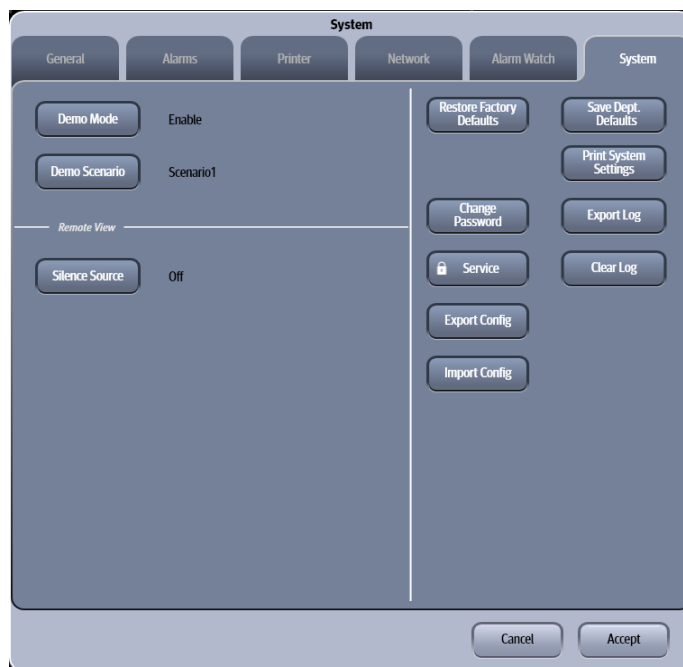 System
General
Alarms
Printer
Network
Alarm Watch
System
Demo Mode
Enable
Demo Scenario
Scenario1
Remote View
Silence Source
Off
Restore Factory
Defaults
Save Dept.
Defaults
Print System
Settings
Change
Password
Export Log
Service
Clear Log
Export Config
Import Config
Cancel
Accept